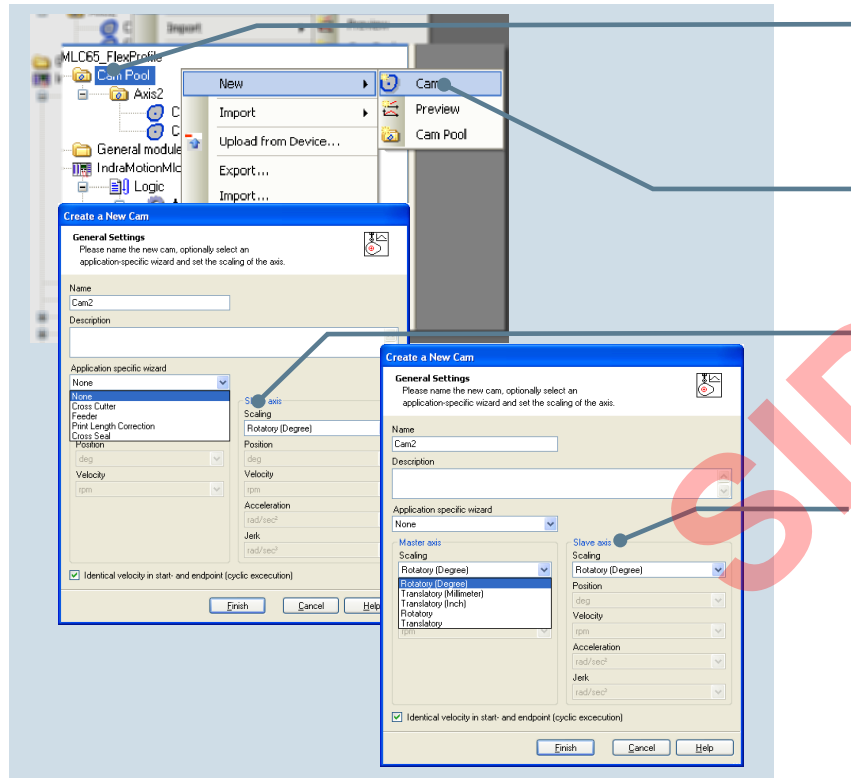 Import
Preview
MLC65_FlexProfile
Cam Pool
Axis2
C
C
General module
IndraMotionMlc
Logic
New
Import
Upload from Device...
Export...
Import...
Cam
Preview
Cam Pool
Create a New Cam
General Settings
Please name the new cam, optionally select an
application-specific wizard and set the scaling of the axis.
Name
Cam2
Description
Application specific wizard
None
None
Cross Cutter
Feeder
Print Length Correction
Cross Seal
Position
deg
Velocity
rpm
Slave axis
Scaling
Rotatory (Degree)
Position
deg
Velocity
rpm
Acceleration
rad/sec²
Jerk
rad/sec²
Identical velocity in start- and endpoint (cyclic excecution)
Finish
Cancel
Help
Create a New Cam
General Settings
Please name the new cam, optionally select an
application-specific wizard and set the scaling of the axis.
Name
Cam2
Description
Application specific wizard
None
Master axis
Scaling
Rotatory (Degree)
Rotatory (Degree)
Translatory (Millimeter)
Translatory (Inch)
Rotatory
Translatory
rpm
Slave axis
Scaling
Rotatory (Degree)
Position
deg
Velocity
rpm
Acceleration
rad/sec²
Jerk
rad/sec²
Identical velocity in start- and endpoint (cyclic excecution)
Finish
Cancel
Help